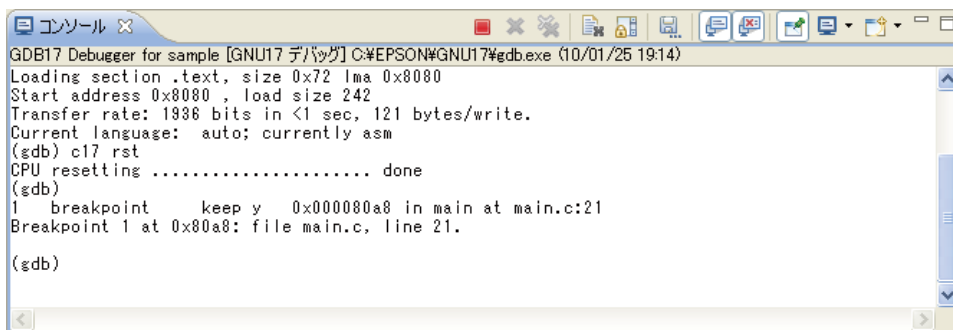 コンソール
GDB17 Debugger for sample [GNU17 デバッグ] C:¥EPSON¥GNU17¥gdb.exe (10/01/25 19:14)
Loading section .text, size 0x72 lma 0x8080
Start address 0x8080 , load size 242
Transfer rate: 1936 bits in <1 sec, 121 bytes/write.
Current language:  auto; currently asm
(gdb) c17 rst
CPU resetting ...................... done
(gdb)
1   breakpoint     keep y   0x000080a8 in main at main.c:21
Breakpoint 1 at 0x80a8: file main.c, line 21.
(gdb)